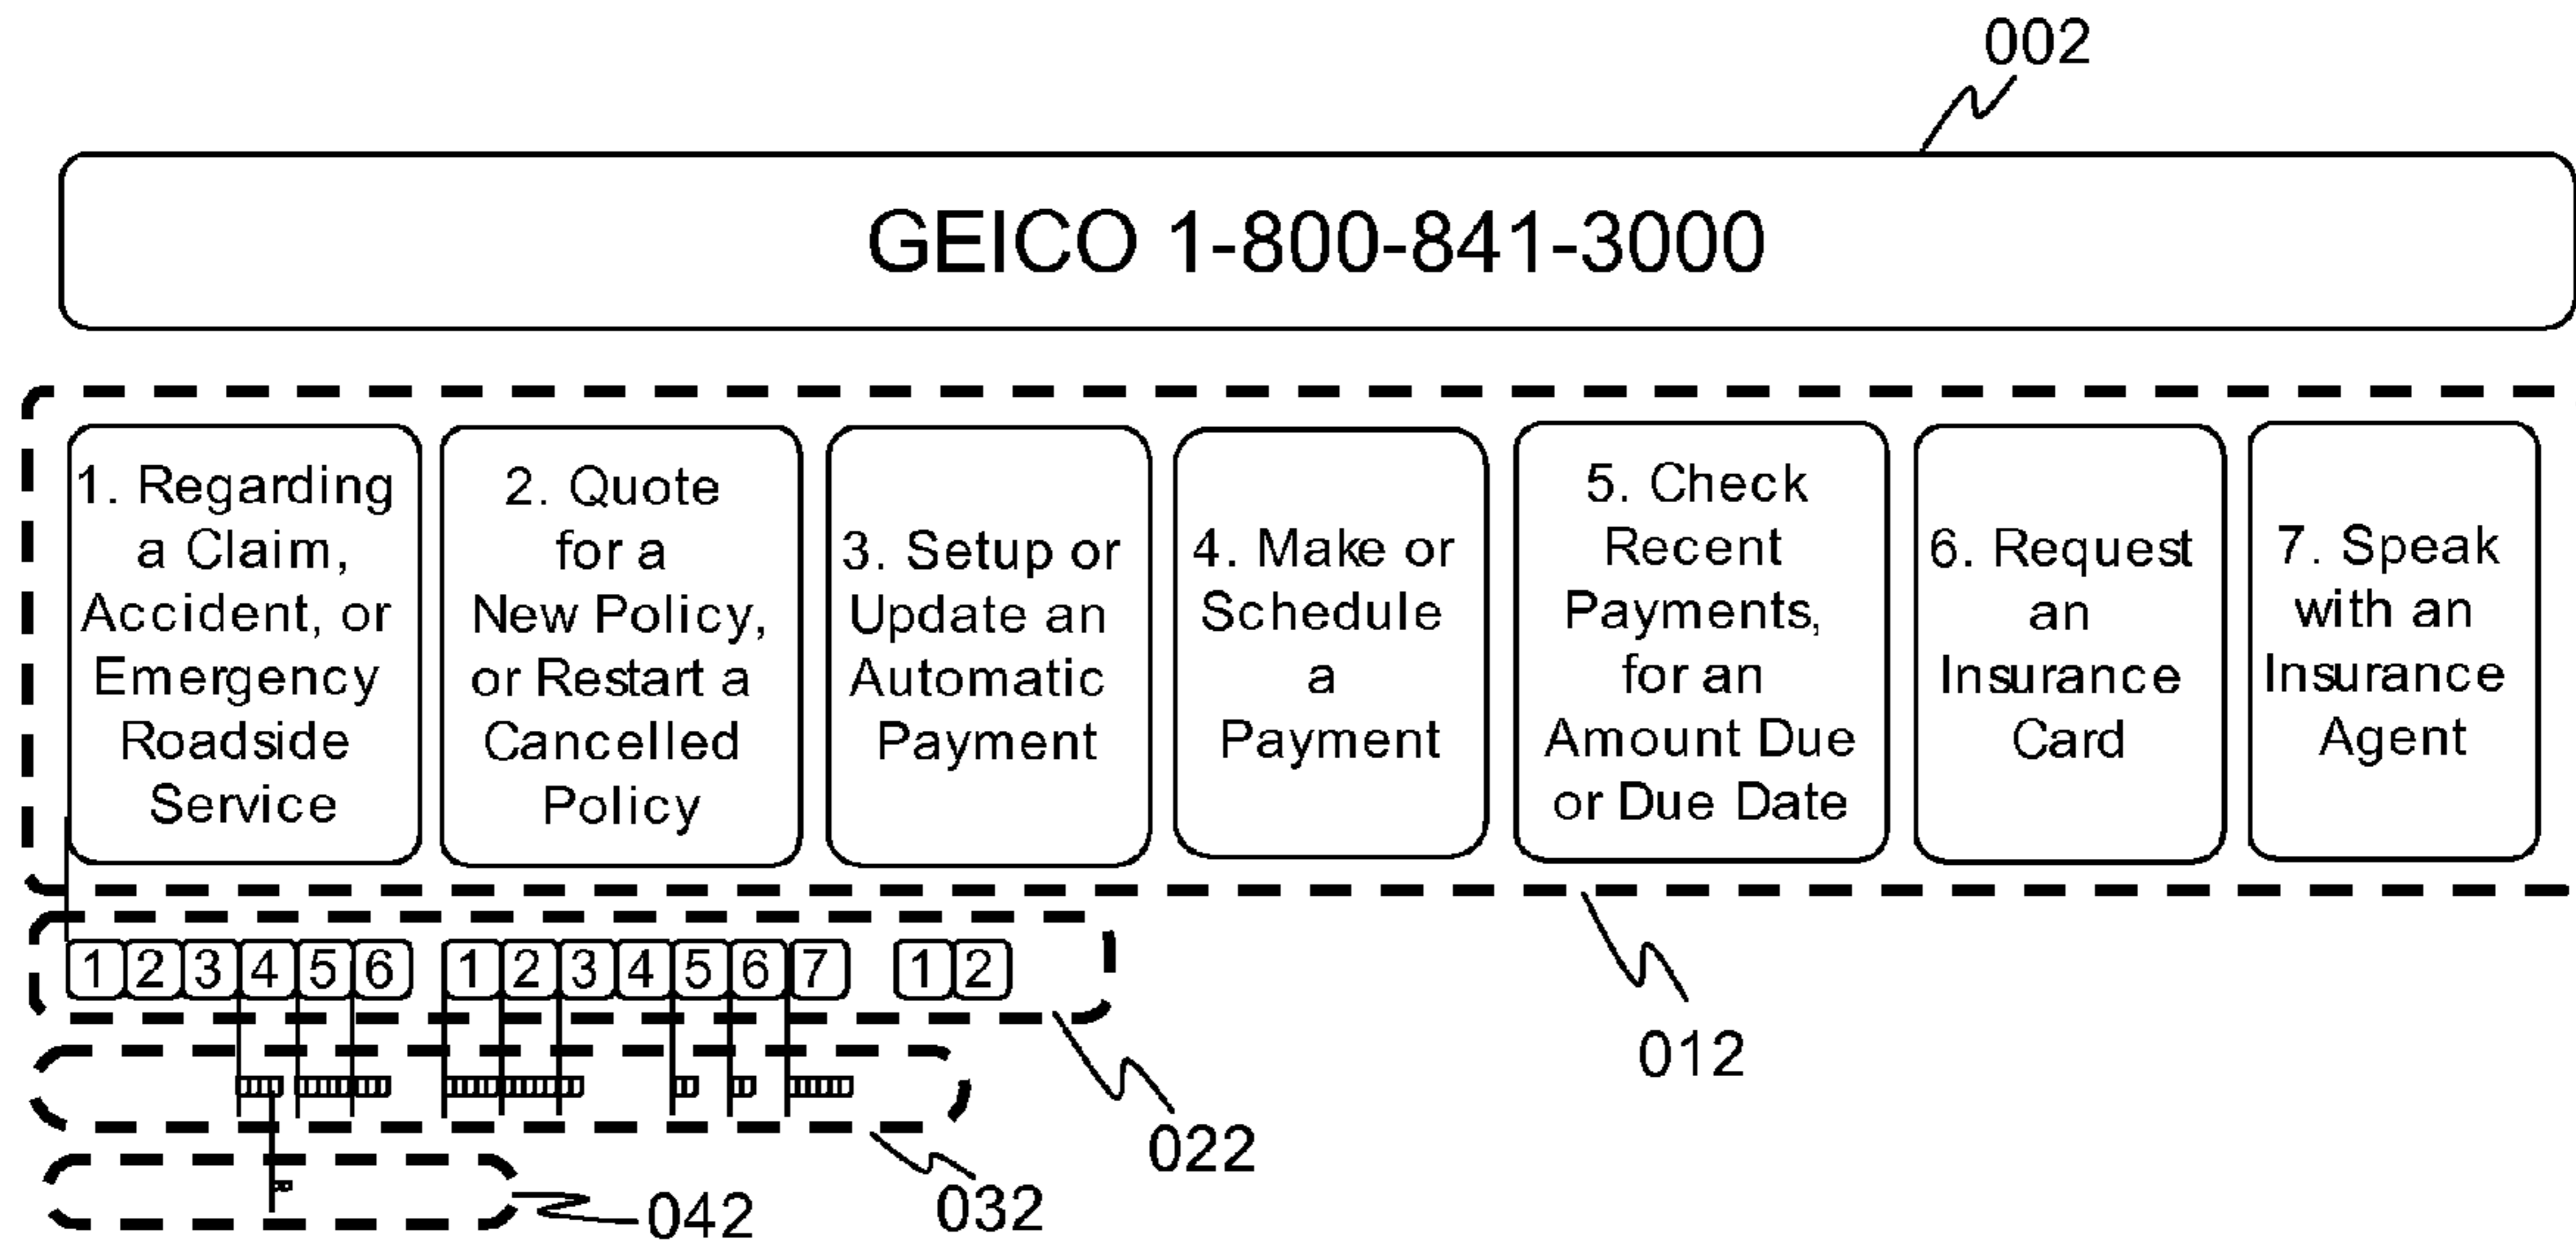 002
GEICO 1-800-841-3000
1. Regarding
a Claim,
Accident, or
Emergency
Roadside
Service
2. Quote
for a
New Policy,
or Restart a
Cancelled
Policy
3. Setup or
Update an
Automatic
Payment
4. Make or
Schedule
a
Payment
5. Check
Recent
Payments,
for an
Amount Due
or Due Date
6. Request
an
Insurance
Card
7. Speak
with an
Insurance
Agent
1 2 3 4 5 6 1 2 3 4 5 6 7 1 2
012
022
032
042